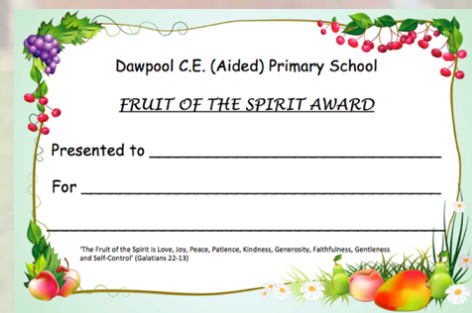 Dawpool C.E. (Aided) Primary School
FRUIT OF THE SPIRIT AWARD
Presented to
For
'The Fruit of the Spirit is Love, Joy, Peace, Patience, Kindness, Generosity, Faithfulness, Gentleness
and Self-Control' (Galatians 22-13)